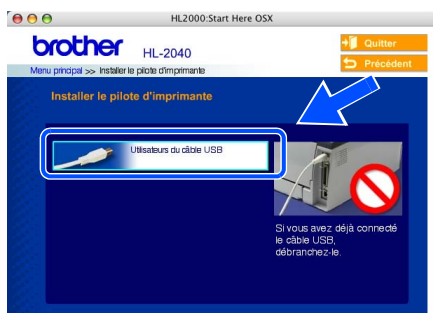 HL2000:Start Here OSX
brother
HL-2040
Quitter
Précédent
Menu principal >> Installer le pilote d'imprimante
Installer le pilote d'imprimante
Utilisateurs du câble USB
Si vous avez déjà connecté
le câble USB,
débranchez-le.